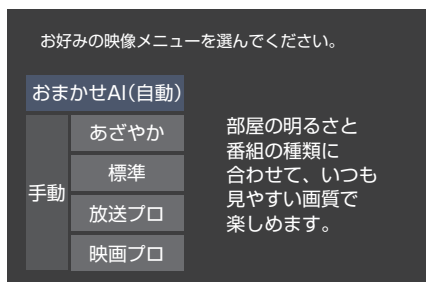 お好みの映像メニューを選んでください。
おまかせAI(自動)
手動
あざやか
標準
放送プロ
映画プロ
部屋の明るさと
番組の種類に
合わせて、いつも
見やすい画質で
楽しめます。